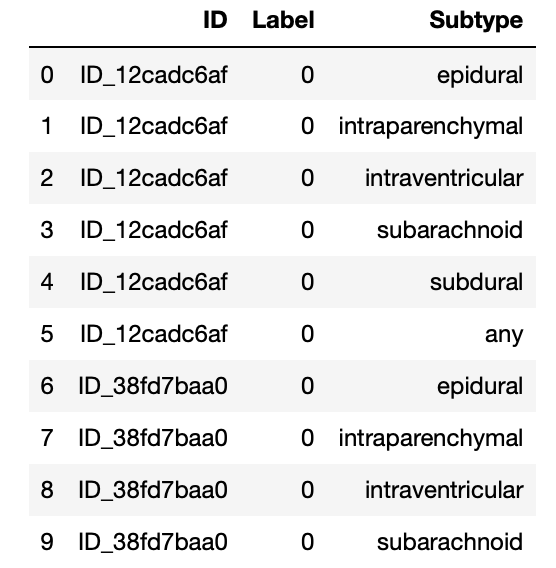 ID Label Subtype
0 ID_12cadc6af 0 epidural
1 ID_12cadc6af 0 intraparenchymal
2 ID_12cadc6af 0 intraventricular
3 ID_12cadc6af 0 subarachnoid
4 ID_12cadc6af 0 subdural
5 ID_12cadc6af 0 any
6 ID_38fd7baa0 0 epidural
7 ID_38fd7baa0 0 intraparenchymal
8 ID_38fd7baa0 0 intraventricular
9 ID_38fd7baa0 0 subarachnoid